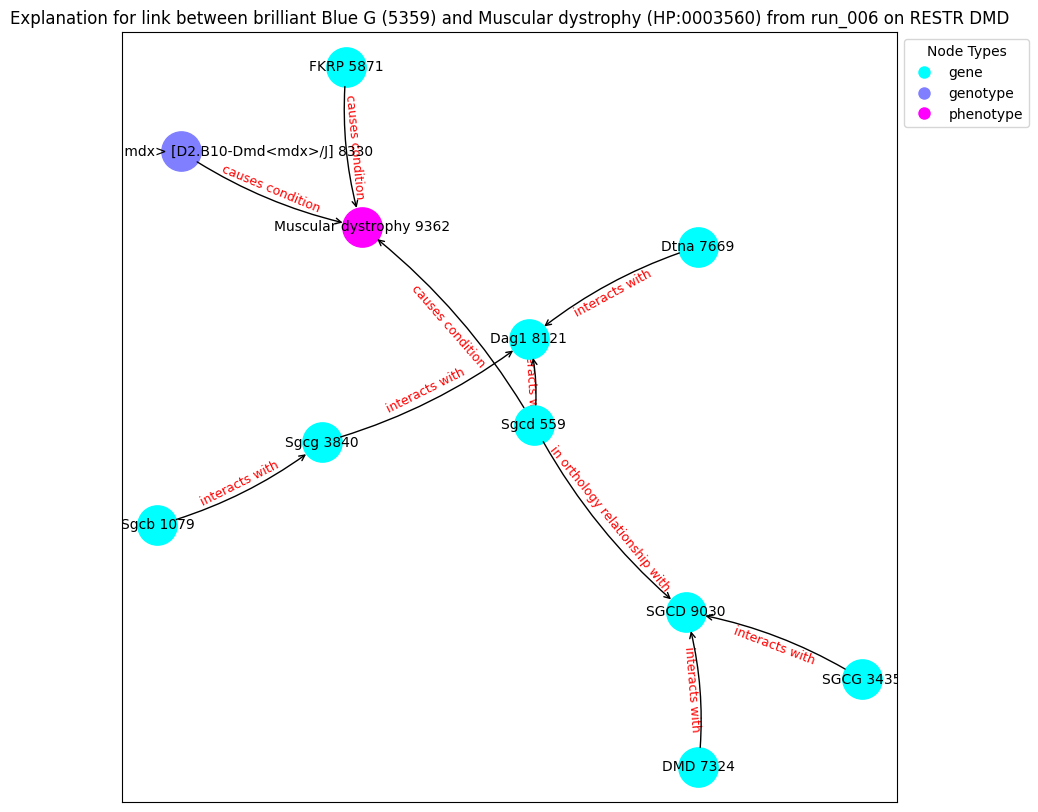 Explanation for link between brilliant Blue G (5359) and Muscular dystrophy (HP:0003560) from run_006 on RESTR DMD
Node Types
gene
genotype
phenotype
FKRP 5871
causes condition
mdx> [D2.B10-Dmd<mdx>/J] 8330
causes condition
Muscular dystrophy 9362
Dtna 7669
interacts with
causes condition
Dag1 8121
interacts with
Sgcd 559
Sgcg 3840
interacts with
in orthology relationship with
Sgcb 1079
SGCD 9030
interacts with
SGCG 3435
interacts with
DMD 7324